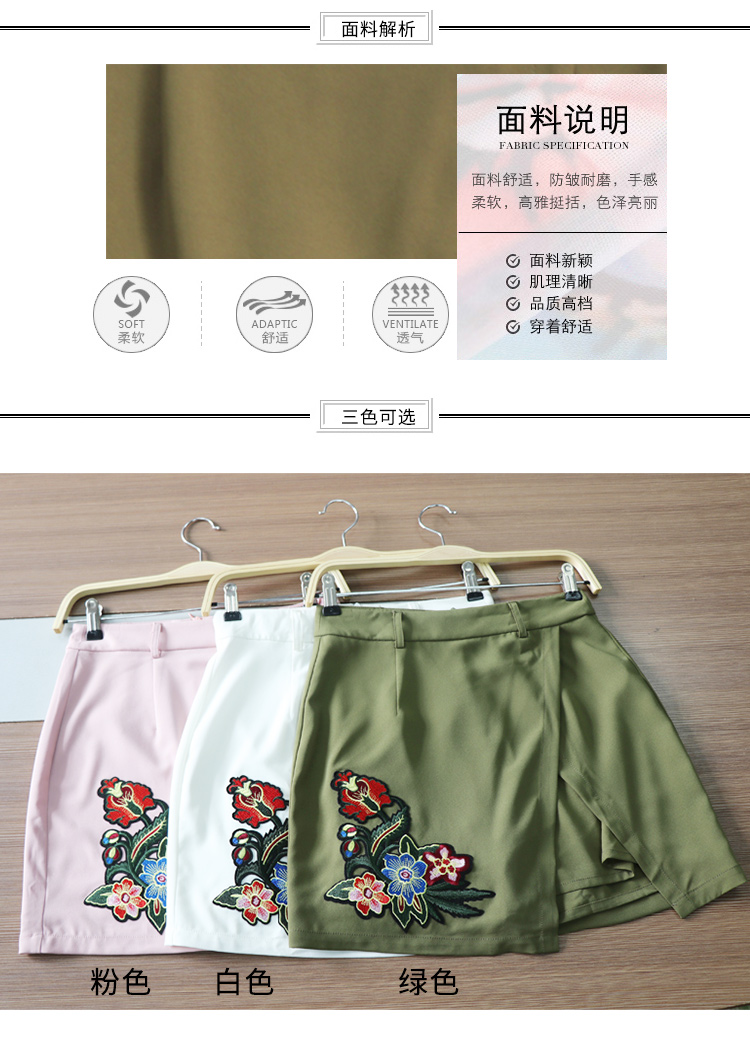 面料解析
面料说明
FABRIC SPECIFICATION
面料舒适，防皱耐磨，手感
柔软，高雅挺括，色泽亮丽
面料新颖
肌理清晰
品质高档
穿着舒适
SOFT
柔软
ADAPTIC
舒适
VENTILATE
透气
三色可选
粉色
白色
绿色